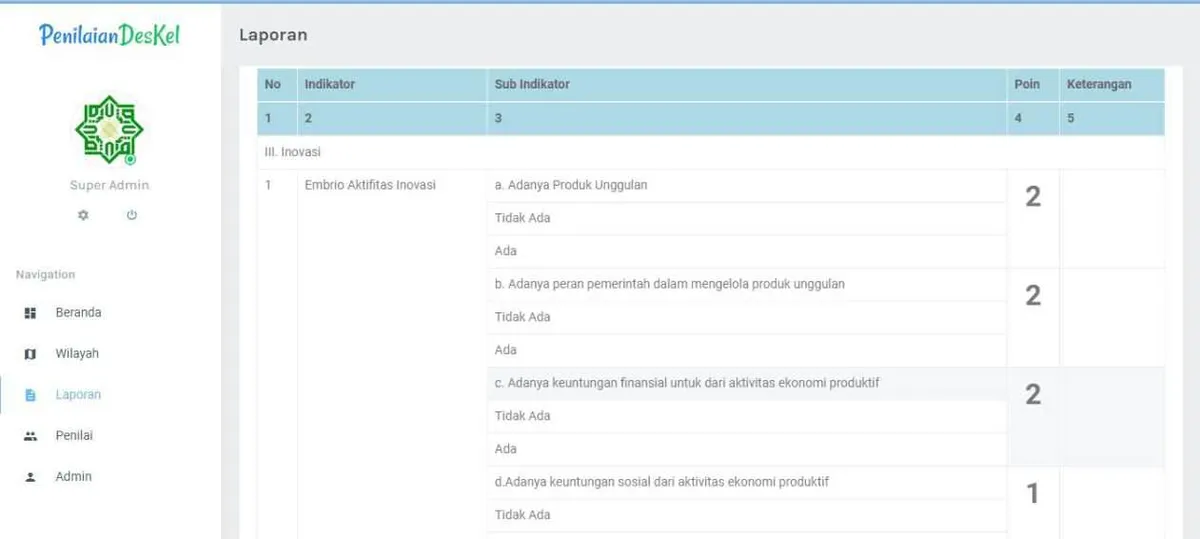 PenilaianDesKel
Super Admin
Navigation
Beranda
Wilayah
Laporan
Penilai
Admin
Laporan
No Indikator Sub Indikator Poin Keterangan
1 2 3 4 5
III. Inovasi
1 Embrio Aktifitas Inovasi a. Adanya Produk Unggulan 2
Tidak Ada
Ada
b. Adanya peran pemerintah dalam mengelola produk unggulan 2
Tidak Ada
Ada
c. Adanya keuntungan finansial untuk dari aktivitas ekonomi produktif 2
Tidak Ada
Ada
d.Adanya keuntungan sosial dari aktivitas ekonomi produktif 1
Tidak Ada